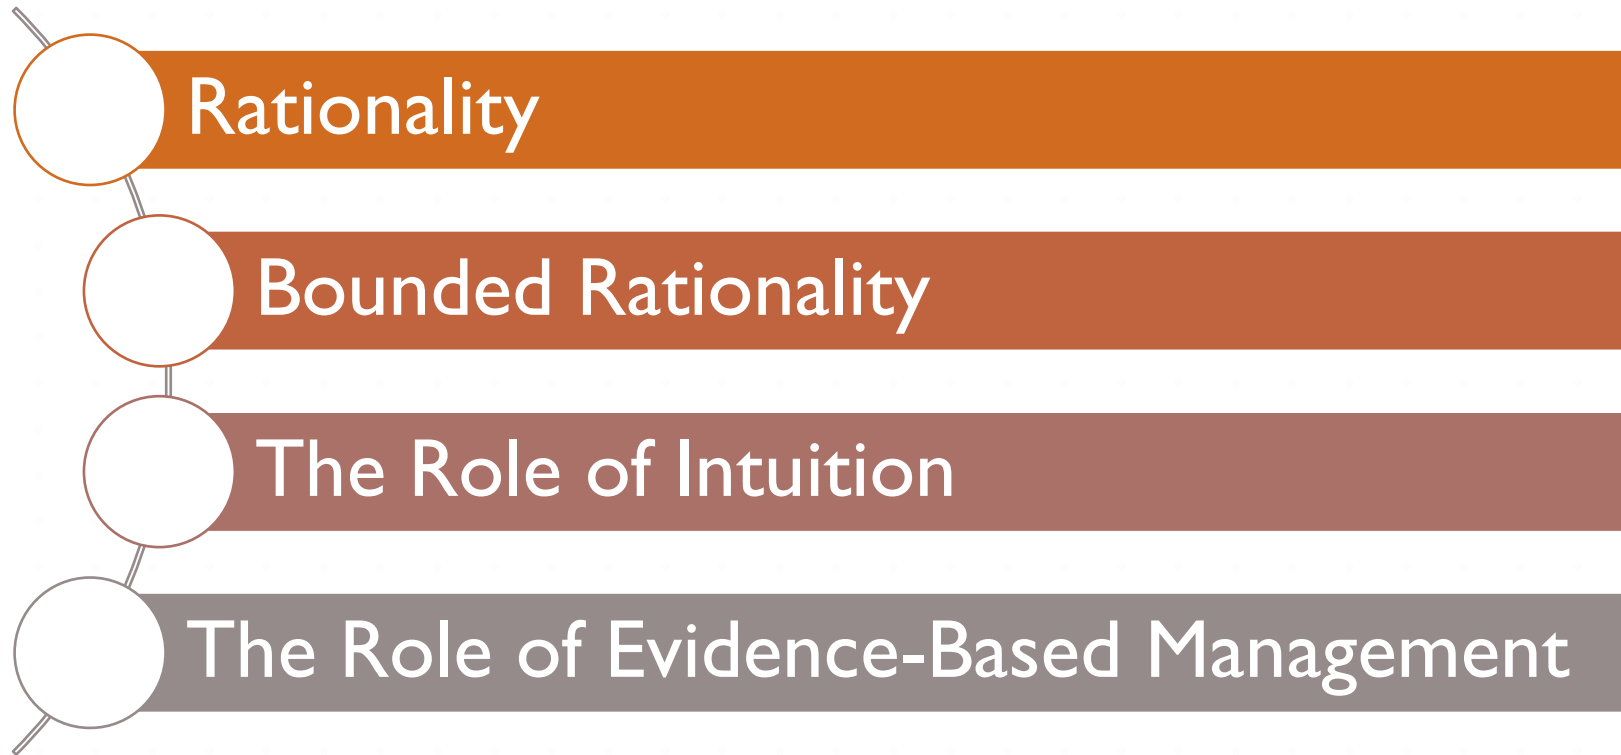 Rationality
Bounded Rationality
The Role of Intuition
The Role of Evidence-Based Management